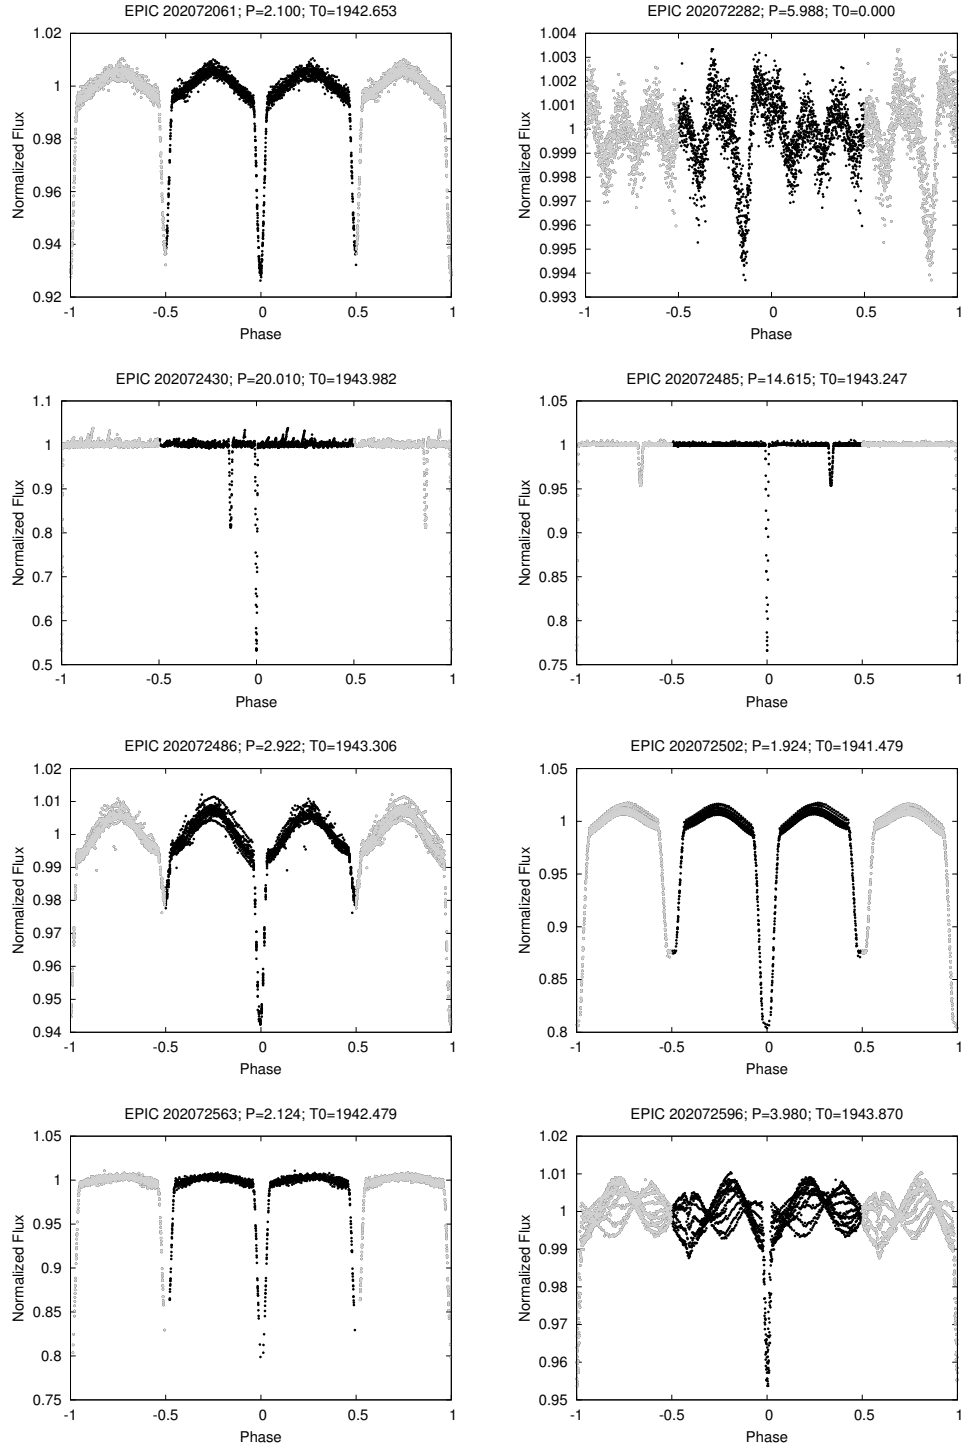 EPIC 202072061; P=2.100; T0=1942.653
1.02
1
0.98
0.96
0.94
0.92
Normalized Flux
-1 -0.5 0 0.5 1
Phase
EPIC 202072282; P=5.988; T0=0.000
1.004
1.003
1.002
1.001
1
0.999
0.998
0.997
0.996
0.995
0.994
0.993
Normalized Flux
-1 -0.5 0 0.5 1
Phase
EPIC 202072430; P=20.010; T0=1943.982
1.1
1
0.9
0.8
0.7
0.6
0.5
Normalized Flux
-1 -0.5 0 0.5 1
Phase
EPIC 202072485; P=14.615; T0=1943.247
1.05
1
0.95
0.9
0.85
0.8
0.75
Normalized Flux
-1 -0.5 0 0.5 1
Phase
EPIC 202072486; P=2.922; T0=1943.306
1.02
1.01
1
0.99
0.98
0.97
0.96
0.95
0.94
Normalized Flux
-1 -0.5 0 0.5 1
Phase
EPIC 202072502; P=1.924; T0=1941.479
1.05
1
0.95
0.9
0.85
0.8
Normalized Flux
-1 -0.5 0 0.5 1
Phase
EPIC 202072563; P=2.124; T0=1942.479
1.05
1
0.95
0.9
0.85
0.8
0.75
Normalized Flux
-1 -0.5 0 0.5 1
Phase
EPIC 202072596; P=3.980; T0=1943.870
1.02
1.01
1
0.99
0.98
0.97
0.96
0.95
Normalized Flux
-1 -0.5 0 0.5 1
Phase